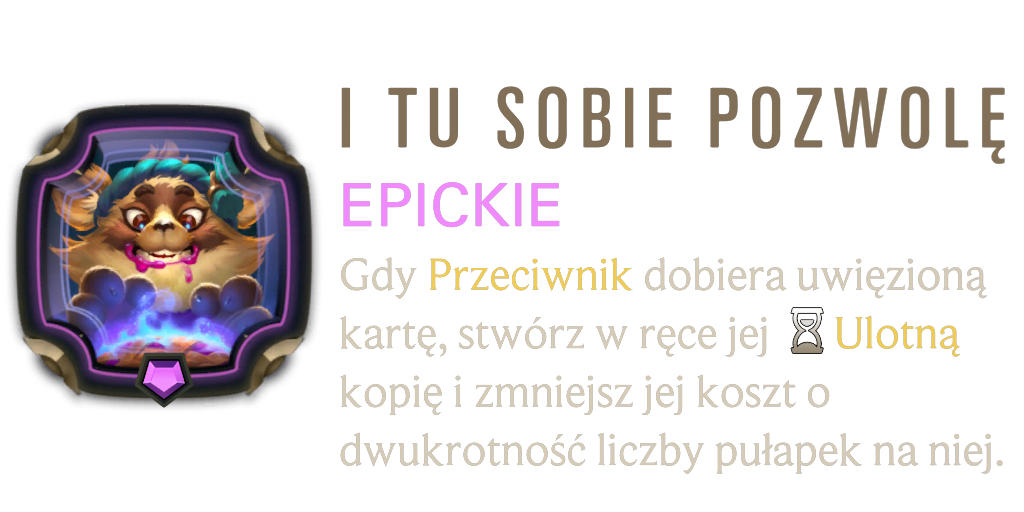 I TU SOBIE POZWOLĘ
EPICKIE
Gdy Przeciwnik dobiera uwięzioną
kartę, stwórz w ręce jej Ulotną
kopię i zmniejsz jej koszt o
dwukrotność liczby pułapek na niej.